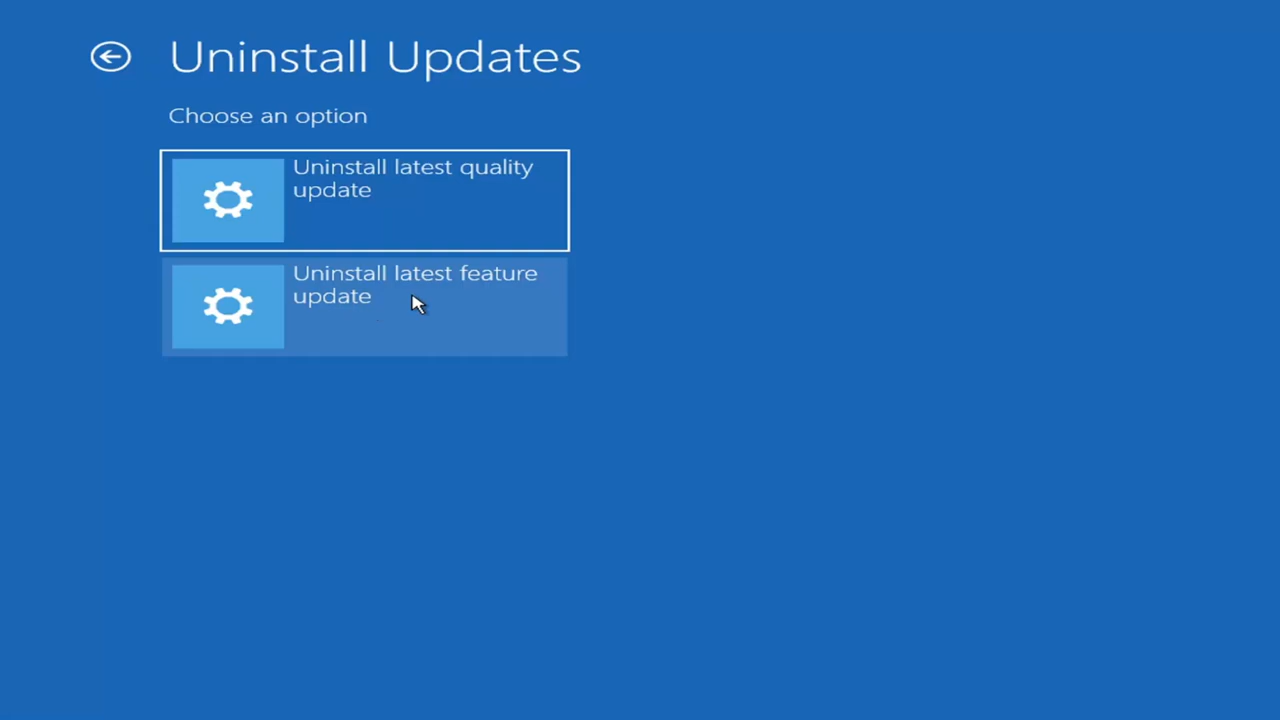 Uninstall Updates
Choose an option
Uninstall latest quality
update
Uninstall latest feature
update